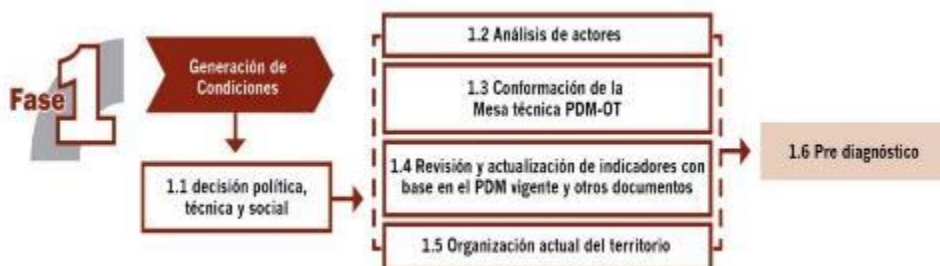 Fase 1
Generación de
Condiciones
1.1 decisión política,
técnica y social
1.2 Análisis de actores
1.3 Conformación de la
Mesa técnica PDM-OT
1.4 Revisión y actualización de indicadores con
base en el PDM vigente y otros documentos
1.5 Organización actual del territorio
1.6 Pre diagnóstico